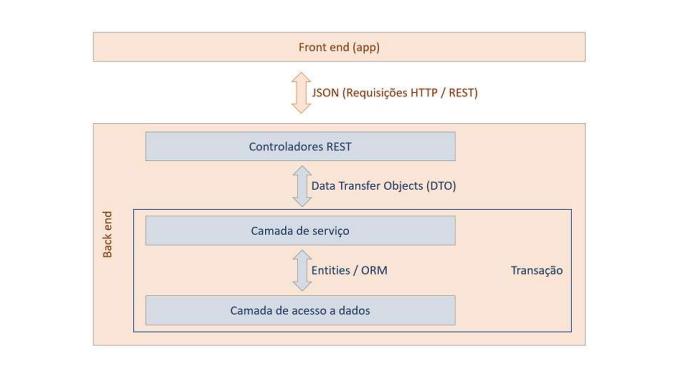 Front end (app)
JSON (Requisições HTTP / REST)
Controladores REST
Data Transfer Objects (DTO)
Back end
Camada de serviço
Entities / ORM
Transação
Camada de acesso a dados